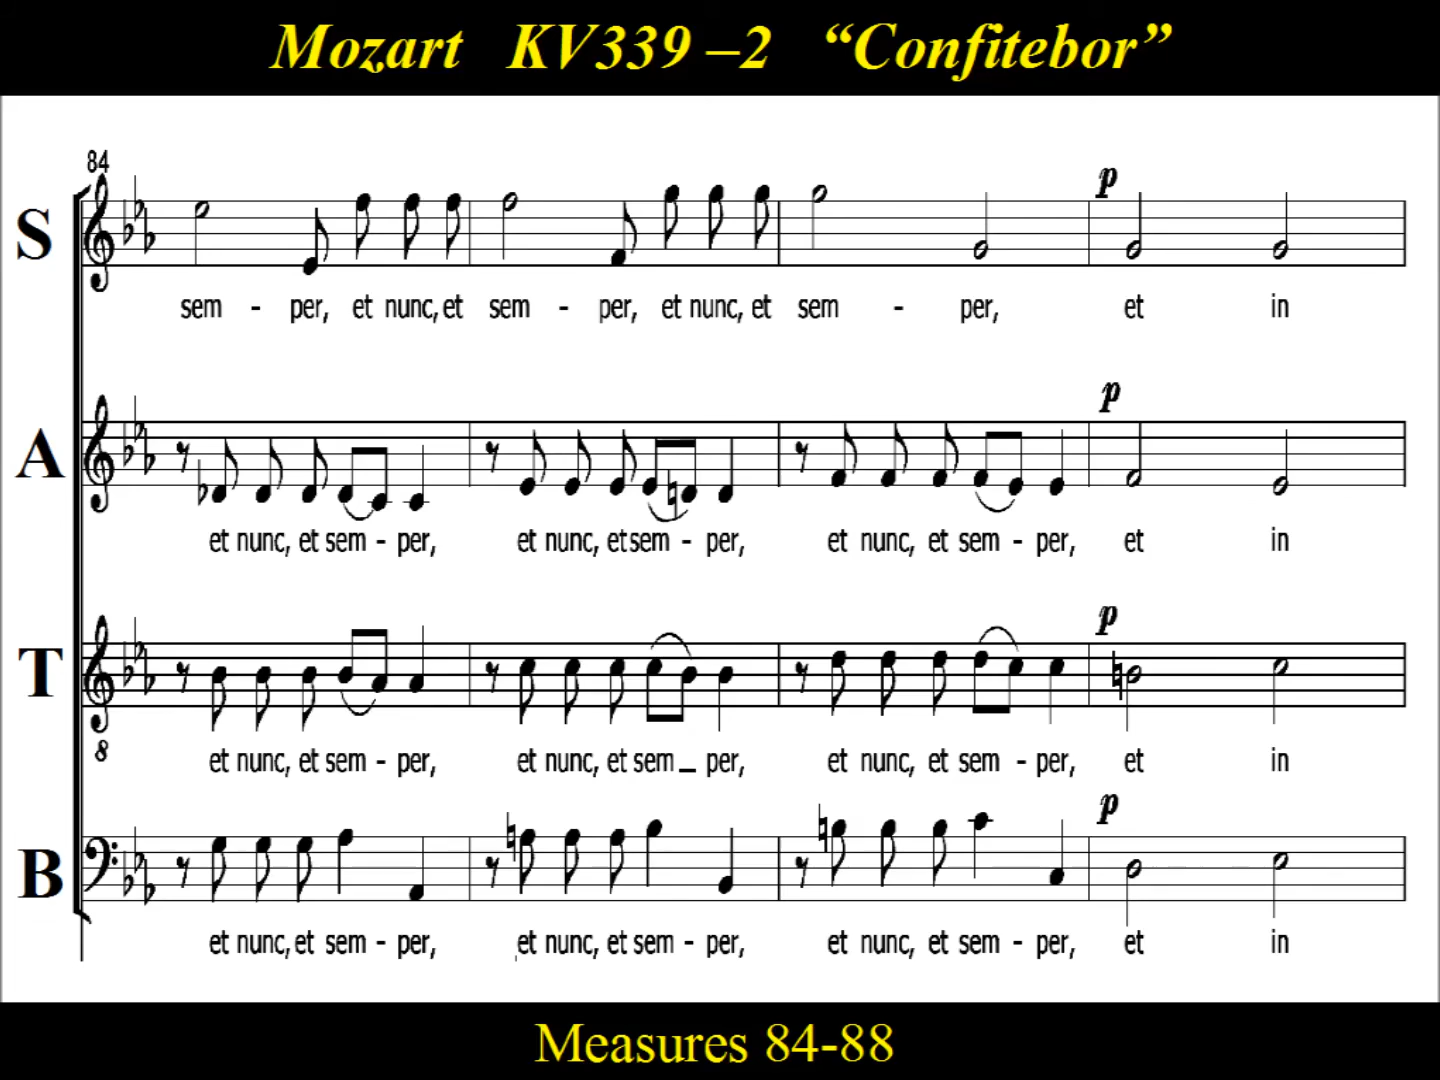 Mozart KV339 –2 “Confitebor”
84
p
S
sem - per, et nunc, et sem - per, et nunc, et sem - per, et in
p
A
et nunc, et sem - per, et nunc, et sem - per, et nunc, et sem - per, et in
p
T
8
et nunc, et sem - per, et nunc, et sem _ per, et nunc, et sem - per, et in
p
B
et nunc, et sem - per, et nunc, et sem - per, et nunc, et sem - per, et in
Measures 84-88